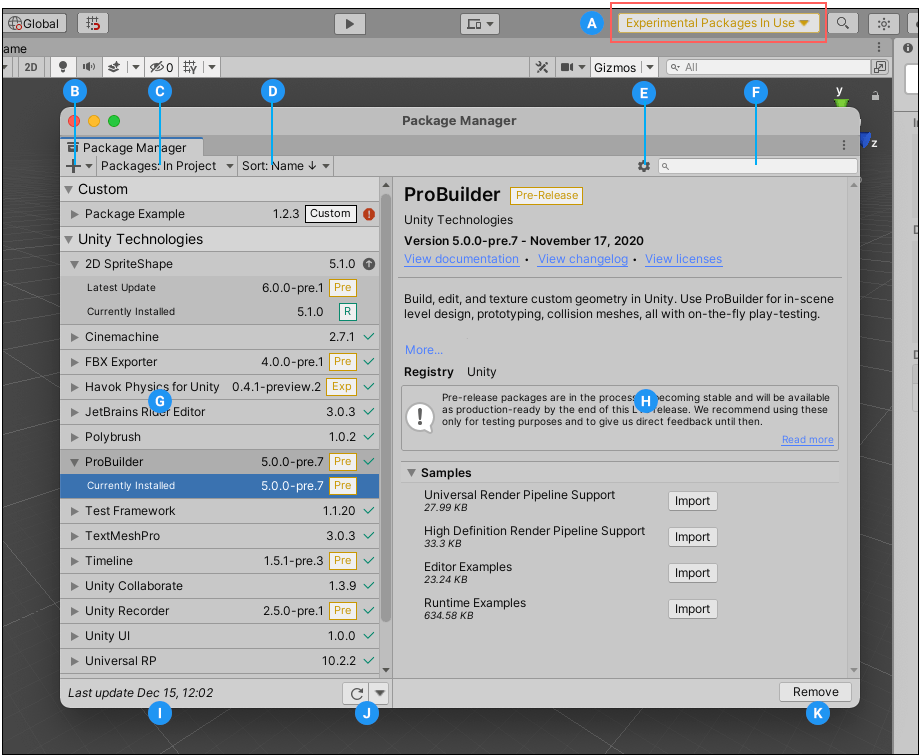 Global
A
Experimental Packages In Use
ame
2D
0
Gizmos
All
B
C
D
E
F
y
z
Package Manager
Package Manager
Packages: In Project
Sort: Name ↓
Custom
Package Example 1.2.3 Custom
Unity Technologies
2D SpriteShape 5.1.0
Latest Update 6.0.0-pre.1 Pre
Currently Installed 5.1.0 R
Cinemachine 2.7.1
FBX Exporter 4.0.0-pre.1 Pre
Havok Physics for Unity 0.4.1-preview.2 Exp
G
JetBrains Rider Editor 3.0.3
Polybrush 1.0.2
ProBuilder 5.0.0-pre.7 Pre
Currently Installed 5.0.0-pre.7 Pre
Test Framework 1.1.20
TextMeshPro 3.0.3
Timeline 1.5.1-pre.3 Pre
Unity Collaborate 1.3.9
Unity Recorder 2.5.0-pre.1 Pre
Unity UI 1.0.0
Universal RP 10.2.2
Last update Dec 15, 12:02
I
J
ProBuilder Pre-Release
Unity Technologies
Version 5.0.0-pre.7 - November 17, 2020
View documentation • View changelog • View licenses
Build, edit, and texture custom geometry in Unity. Use ProBuilder for in-scene
level design, prototyping, collision meshes, all with on-the-fly play-testing.
More...
Registry Unity
H
Pre-release packages are in the process of becoming stable and will be available
as production-ready by the end of this LTS release. We recommend using these
only for testing purposes and to give us direct feedback until then.
Read more
Samples
Universal Render Pipeline Support Import
27.99 KB
High Definition Render Pipeline Support Import
33.3 KB
Editor Examples Import
23.24 KB
Runtime Examples Import
634.58 KB
Remove
K